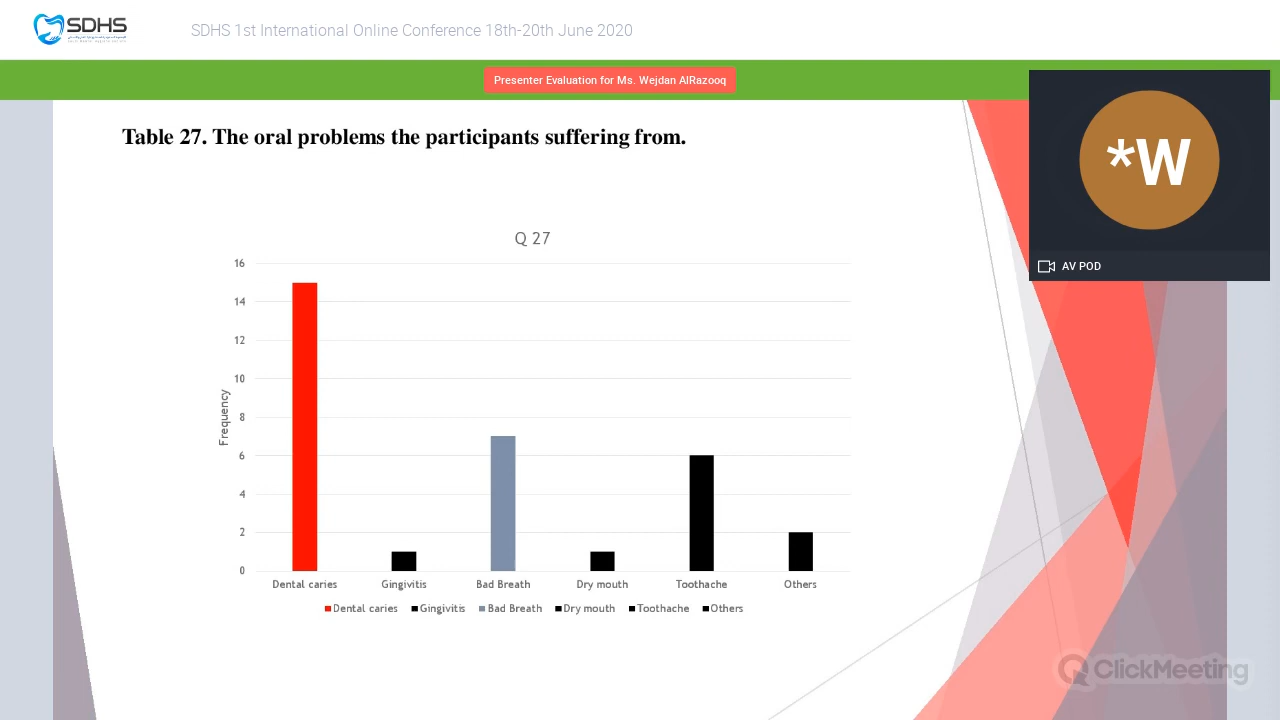 SDHS
SDHS 1st International Online Conference 18th-20th June 2020
Presenter Evaluation for Ms. Wejdan AlRazooq
*W
AV POD
Table 27. The oral problems the participants suffering from.
Q 27
Frequency
16
14
12
10
8
6
4
2
0
Dental caries Gingivitis Bad Breath Dry mouth Toothache Others
Dental caries Gingivitis Bad Breath Dry mouth Toothache Others
ClickMeeting